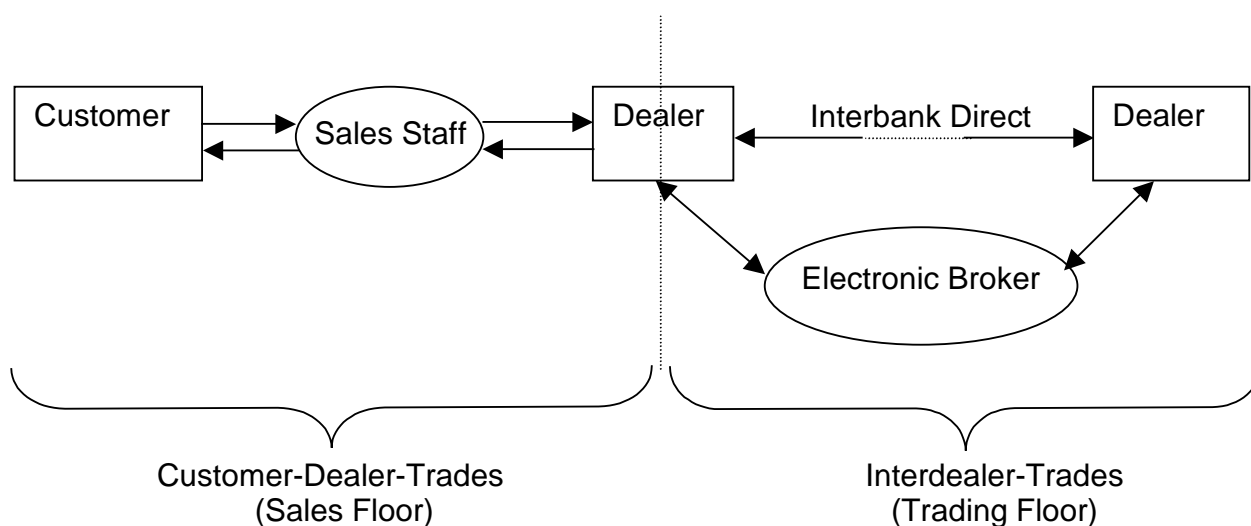 Customer
Sales Staff
Dealer
Interbank Direct
Dealer
Electronic Broker
Customer-Dealer-Trades
(Sales Floor)
Interdealer-Trades
(Trading Floor)